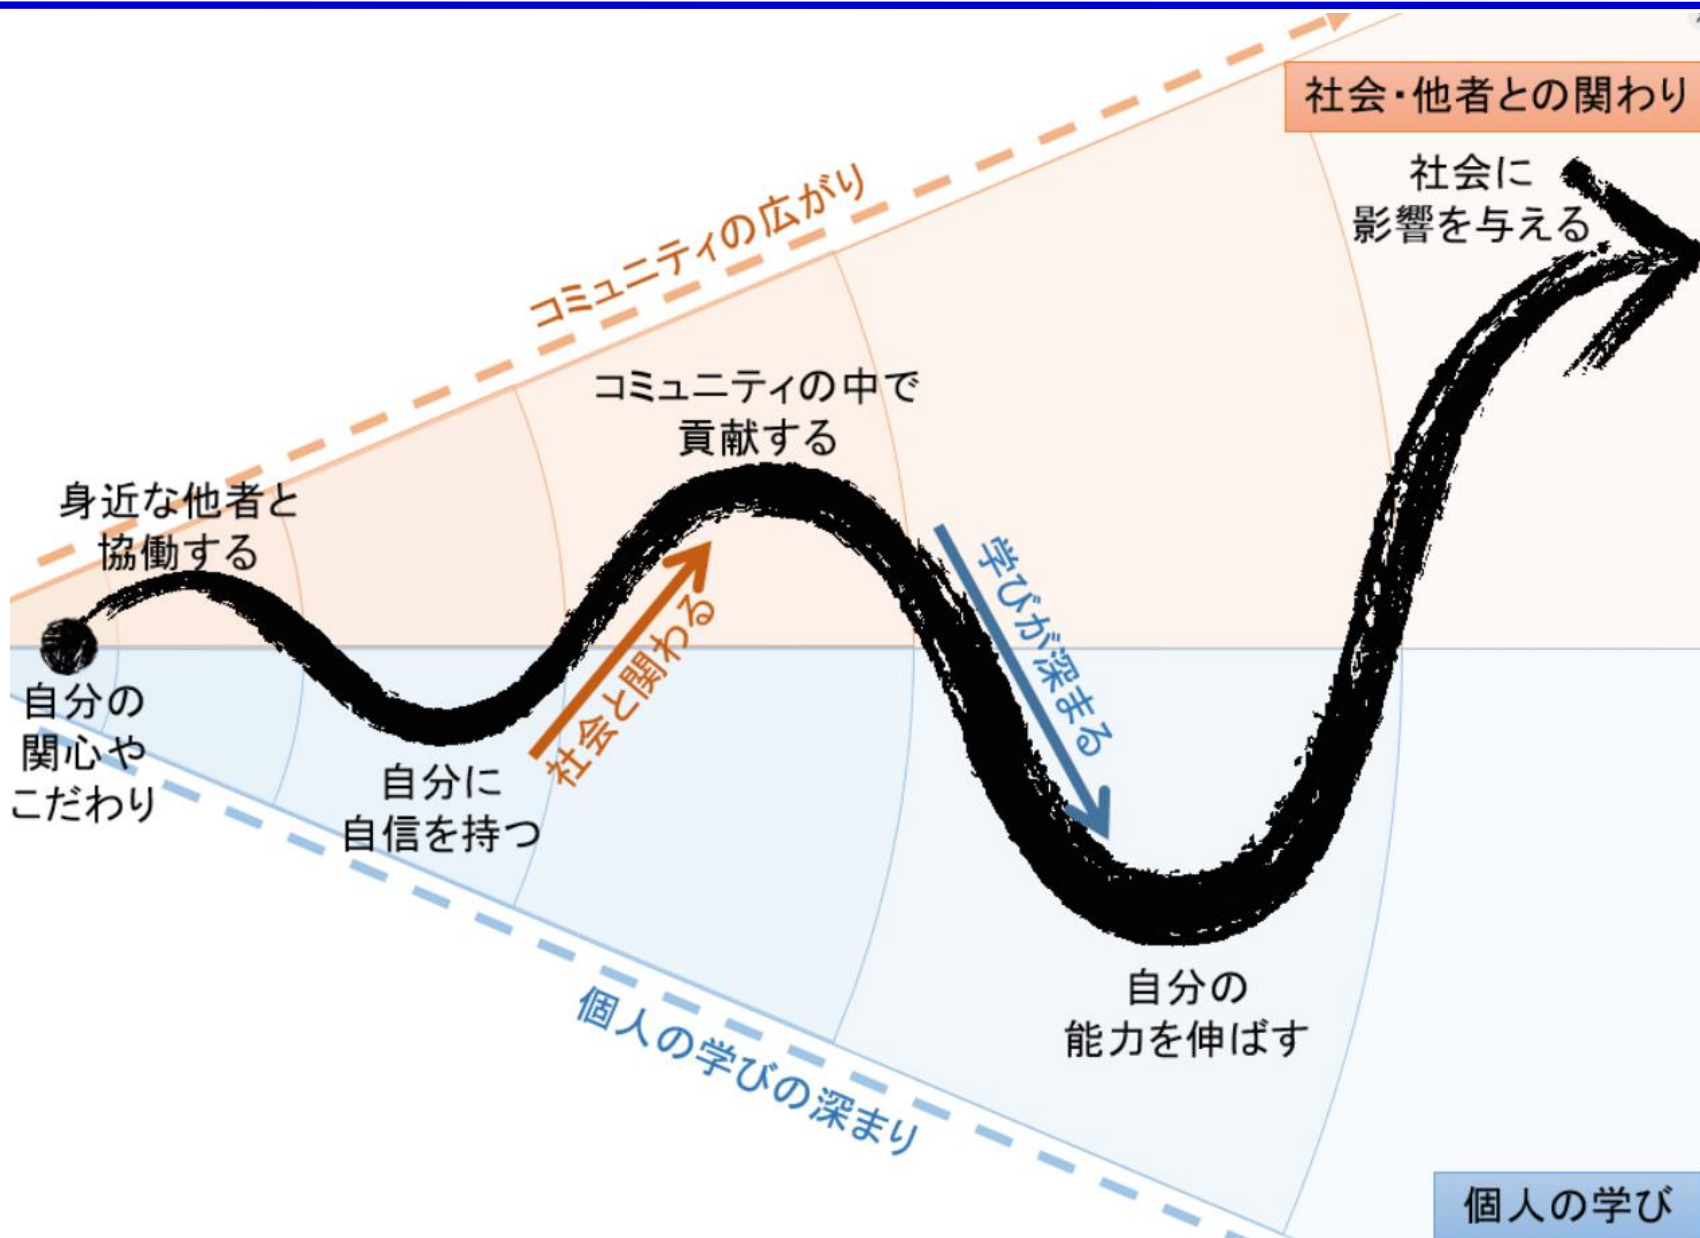 社会・他者との関わり
社会に
影響を与える
コミュニティの広がり
コミュニティの中で
貢献する
身近な他者と
協働する
学びが深まる
社会と関わる
自分の
関心や
こだわり
自分に
自信を持つ
自分の
能力を伸ばす
個人の学びの深まり
個人の学び